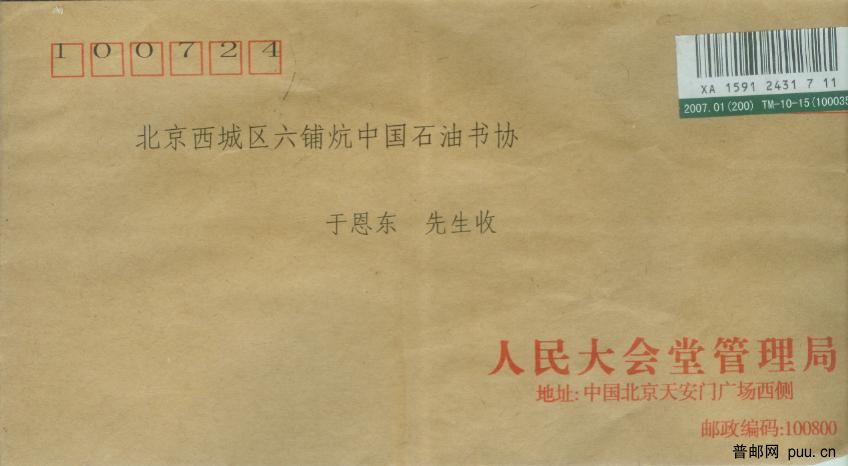 100724
XA 1591 2431 7 11
2007.01(200) TM-10-15(100035
北京西城区六铺炕中国石油书协
于恩东 先生收
人民大会堂管理局
地址:中国北京天安门广场西侧
邮政编码:100800
普邮网 puu.cn